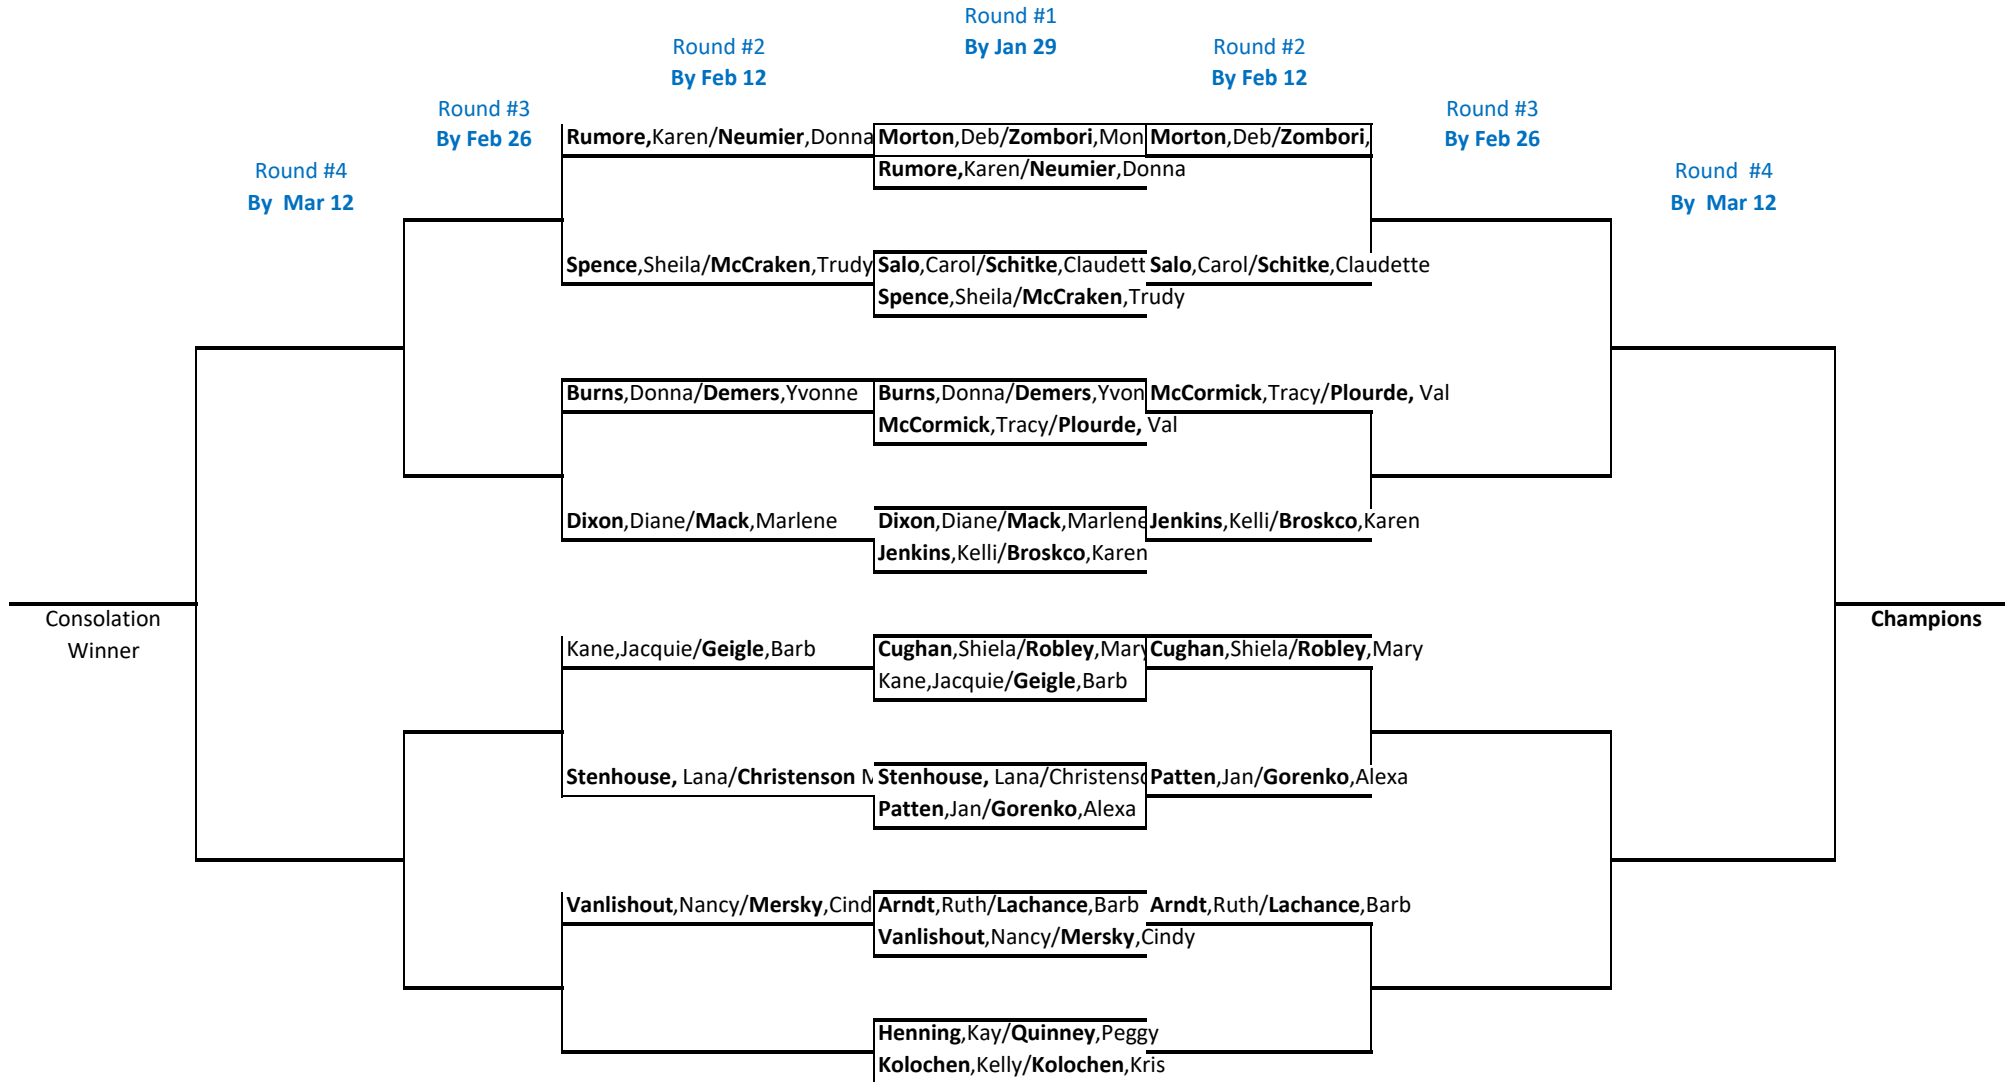 Round #1
Round #2 By Jan 29 Round #2
By Feb 12 By Feb 12
Round #3 Round #3
By Feb 26 Rumore,Karen/Neumier,Donna Morton,Deb/Zombori,Mon Morton,Deb/Zombori, By Feb 26
Round #4 Rumore,Karen/Neumier,Donna Round #4
By Mar 12 By Mar 12
Spence,Sheila/McCraken,Trudy Salo,Carol/Schitke,Claudett Salo,Carol/Schitke,Claudette
Spence,Sheila/McCraken,Trudy
Burns,Donna/Demers,Yvonne Burns,Donna/Demers,Yvon McCormick,Tracy/Plourde, Val
McCormick,Tracy/Plourde, Val
Dixon,Diane/Mack,Marlene Dixon,Diane/Mack,Marlene Jenkins,Kelli/Broskco,Karen
Jenkins,Kelli/Broskco,Karen
Consolation Champions
Winner Kane,Jacquie/Geigle,Barb Cughan,Shiela/Robley,Mary Cughan,Shiela/Robley,Mary
Kane,Jacquie/Geigle,Barb
Stenhouse, Lana/Christenson M Stenhouse, Lana/Christenso Patten,Jan/Gorenko,Alexa
Patten,Jan/Gorenko,Alexa
Vanlishout,Nancy/Mersky,Cind Arndt,Ruth/Lachance,Barb Arndt,Ruth/Lachance,Barb
Vanlishout,Nancy/Mersky,Cindy
Henning,Kay/Quinney,Peggy
Kolochen,Kelly/Kolochen,Kris